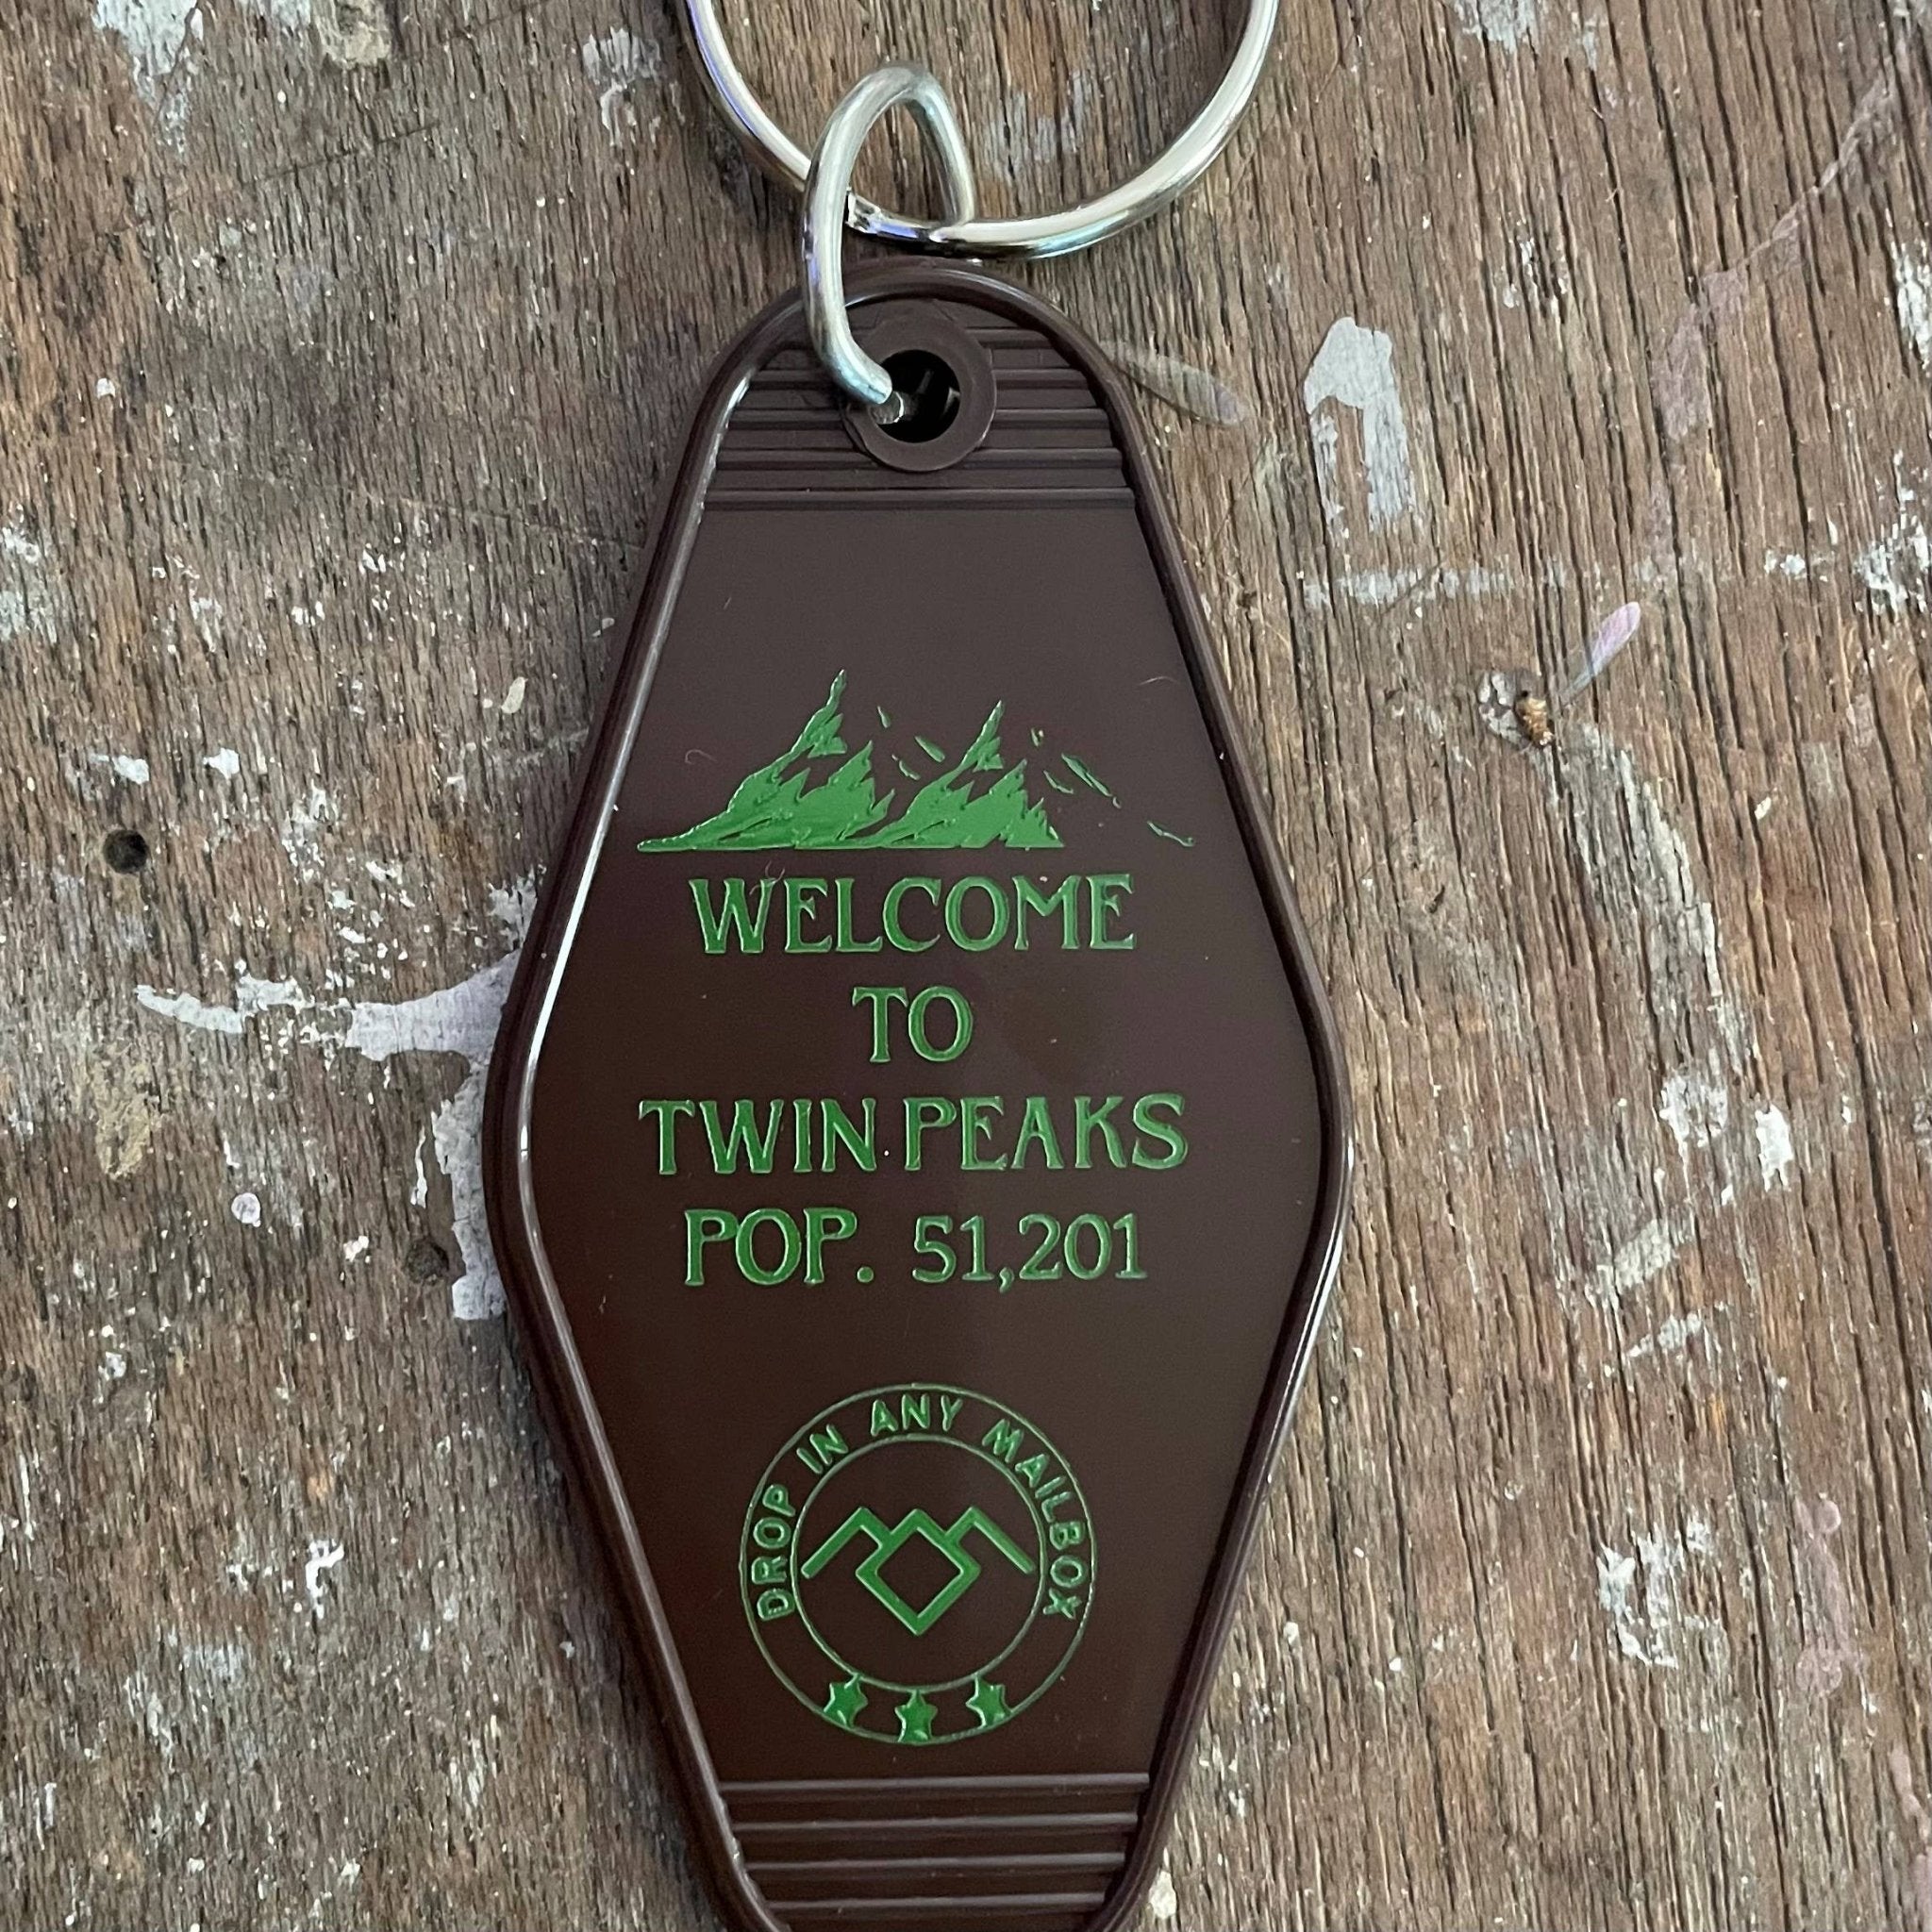 WELCOME
TO
TWIN PEAKS
POP. 51,201
DROP IN ANY MAILBOX